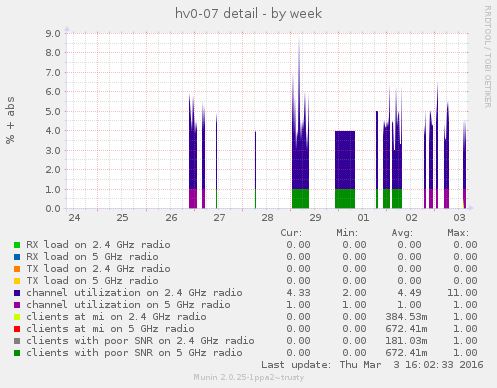 hv0-07 detail - by week
RRDTOOL / TOBI OETIKER
% + abs
9.0
8.0
7.0
6.0
5.0
4.0
3.0
2.0
1.0
0.0
24 25 26 27 28 29 01 02 03
Cur: Min: Avg: Max:
RX load on 2.4 GHz radio 0.00 0.00 0.00 0.00
RX load on 5 GHz radio 0.00 0.00 0.00 0.00
TX load on 2.4 GHz radio 0.00 0.00 0.00 0.00
TX load on 5 GHz radio 0.00 0.00 0.00 0.00
channel utilization on 2.4 GHz radio 4.33 2.00 4.49 11.00
channel utilization on 5 GHz radio 1.00 1.00 1.00 1.00
clients at mi on 2.4 GHz radio 0.00 0.00 384.53m 1.00
clients at mi on 5 GHz radio 0.00 0.00 672.41m 1.00
clients with poor SNR on 2.4 GHz radio 0.00 0.00 181.03m 1.00
clients with poor SNR on 5 GHz radio 0.00 0.00 672.41m 1.00
Last update: Thu Mar 3 16:02:33 2016
Munin 2.0.25-1ppa2~trusty